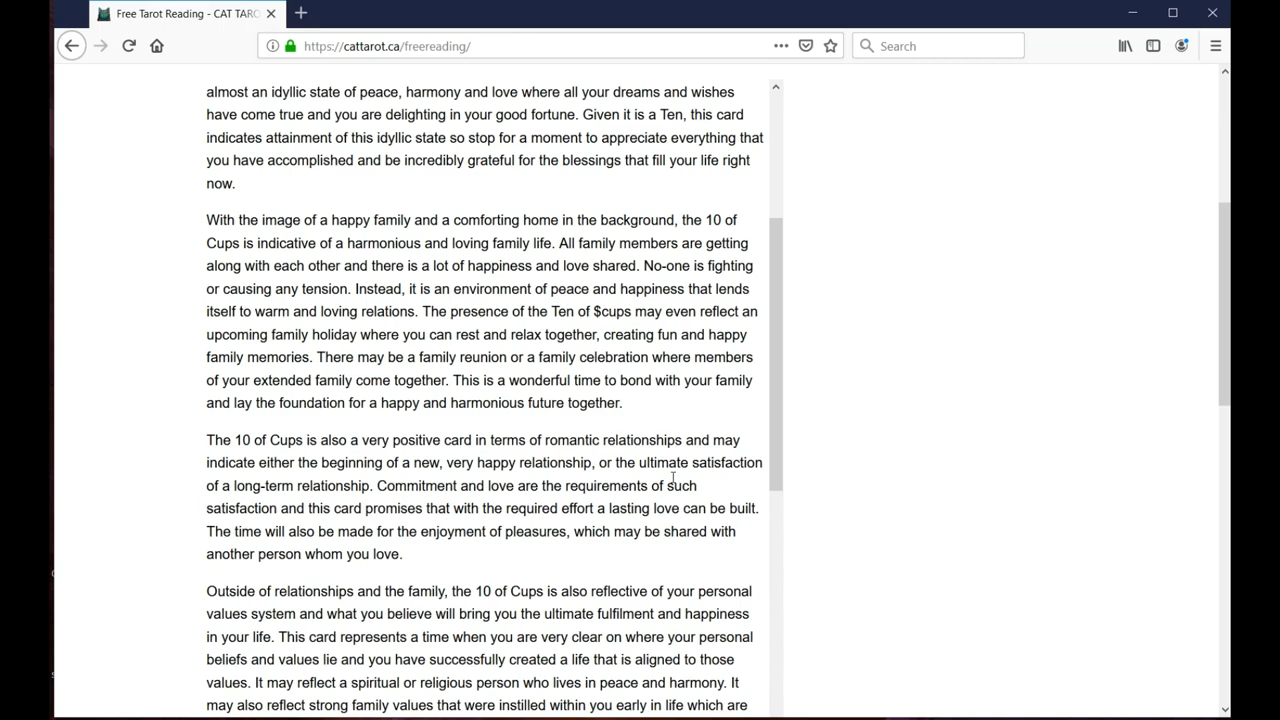 Free Tarot Reading - CAT TARO
https://cattarot.ca/freereading/
Search
almost an idyllic state of peace, harmony and love where all your dreams and wishes
have come true and you are delighting in your good fortune. Given it is a Ten, this card
indicates attainment of this idyllic state so stop for a moment to appreciate everything that
you have accomplished and be incredibly grateful for the blessings that fill your life right
now.
With the image of a happy family and a comforting home in the background, the 10 of
Cups is indicative of a harmonious and loving family life. All family members are getting
along with each other and there is a lot of happiness and love shared. No-one is fighting
or causing any tension. Instead, it is an environment of peace and happiness that lends
itself to warm and loving relations. The presence of the Ten of $cups may even reflect an
upcoming family holiday where you can rest and relax together, creating fun and happy
family memories. There may be a family reunion or a family celebration where members
of your extended family come together. This is a wonderful time to bond with your family
and lay the foundation for a happy and harmonious future together.
The 10 of Cups is also a very positive card in terms of romantic relationships and may
indicate either the beginning of a new, very happy relationship, or the ultimate satisfaction
of a long-term relationship. Commitment and love are the requirements of such
satisfaction and this card promises that with the required effort a lasting love can be built.
The time will also be made for the enjoyment of pleasures, which may be shared with
another person whom you love.
Outside of relationships and the family, the 10 of Cups is also reflective of your personal
values system and what you believe will bring you the ultimate fulfilment and happiness
in your life. This card represents a time when you are very clear on where your personal
beliefs and values lie and you have successfully created a life that is aligned to those
values. It may reflect a spiritual or religious person who lives in peace and harmony. It
may also reflect strong family values that were instilled within you early in life which are